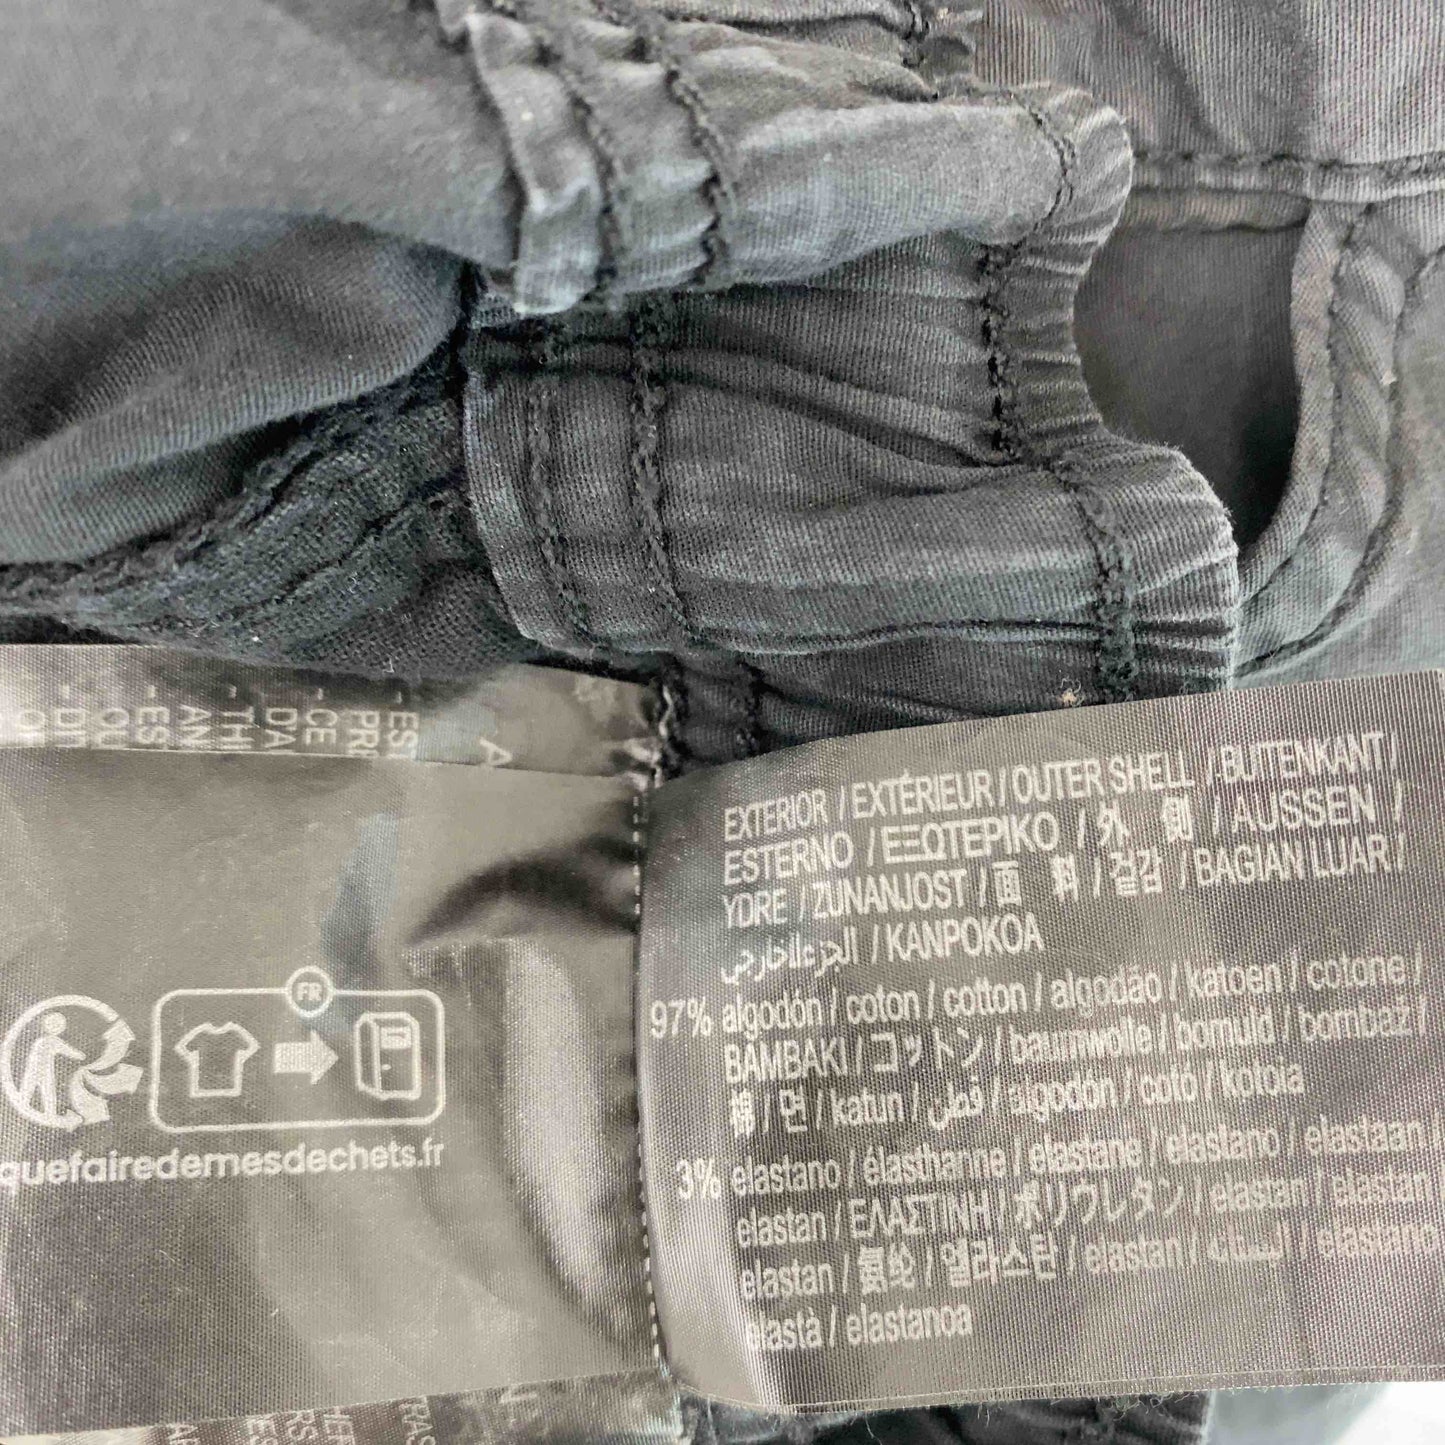 EXTERIOR / EXTÉRIEUR / OUTER SHELL / BUITENKANT /
ESTERNO / ΕΞΩΤΕΡΙΚΟ / 外 側 / AUSSEN /
YDRE / ZUNANJOST / 面 料 / 겉감 / BAGIAN LUAR /
الجزء الخارجي / KANPOKOA
97% algodón / coton / cotton / algodão / katoen / cotone /
BAMBAKI / コットン / baumwolle / bomuld / bombaž /
棉 / 면 / katun / قطن / algodón / cotó / kotoia
3% elastano / élasthanne / elastane / elastano / elastaan /
elastan / ΕΛΑΣΤΙΝΗ / ポリウレタン / elastan / elastan /
elastan / 氨纶 / 엘라스탄 / elastan / / elastano
elastà / elastanoa
FR
quefairedemesdechets.fr